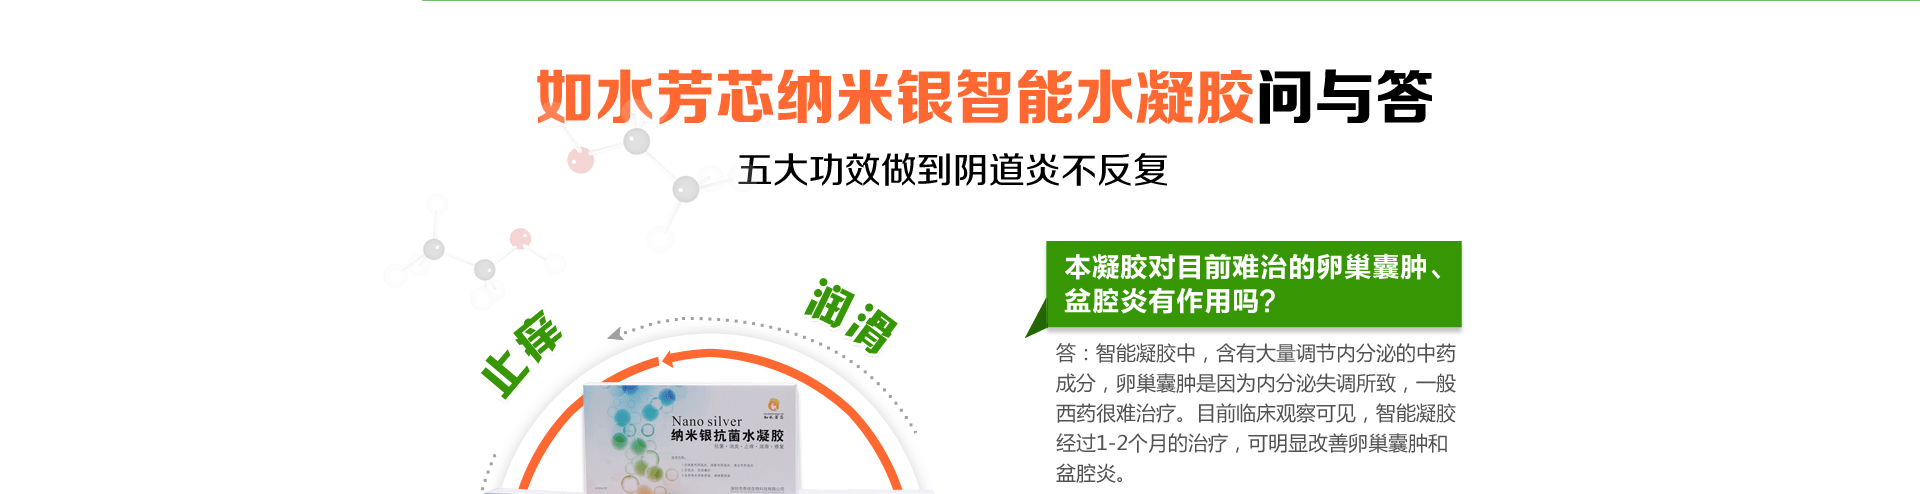 如水芳芯纳米银智能水凝胶问与答
五大功效做到阴道炎不反复
止痒
润滑
Nano silver
纳米银抗菌水凝胶
本凝胶对目前难治的卵巢囊肿、
盆腔炎有作用吗?
答：智能凝胶中，含有大量调节内分泌的中药
成分，卵巢囊肿是因为内分泌失调所致，一般
西药很难治疗。目前临床观察可见，智能凝胶
经过1-2个月的治疗，可明显改善卵巢囊肿和
盆腔炎。